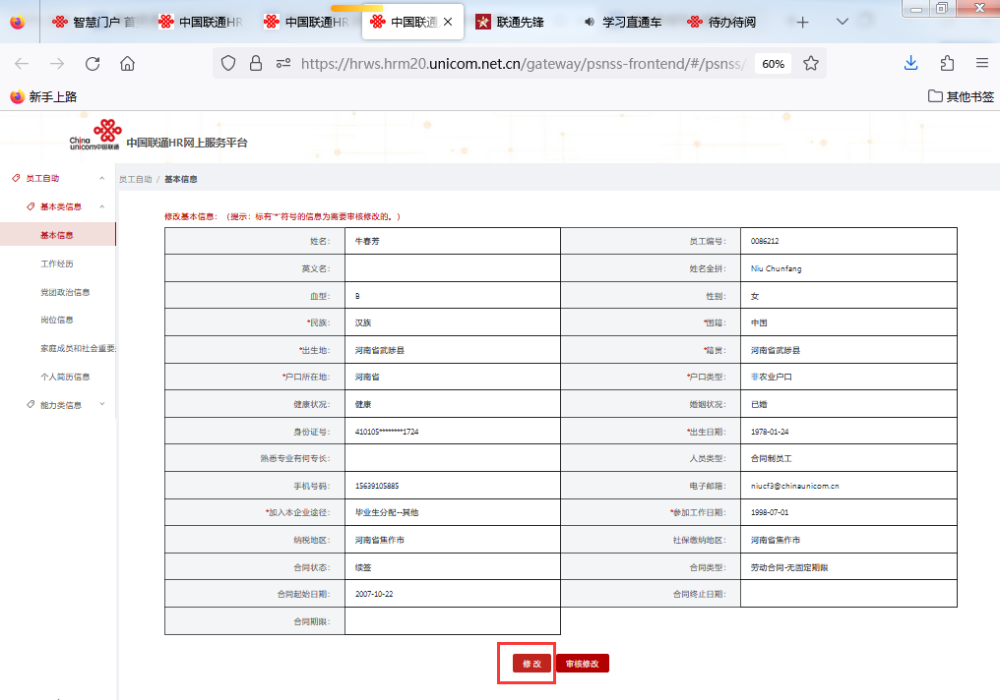 智慧门户 首
中国联通HR
中国联通HR
中国联通
联通先锋
学习直通车
待办待阅
https://hrws.hrm20.unicom.net.cn/gateway/psnss-frontend/#/psnss/
60%
新手上路
其他书签
China
unicom中国联通
中国联通HR网上服务平台
员工自助
基本类信息
基本信息
工作经历
党团政治信息
岗位信息
家庭成员和社会重要
个人简历信息
能力类信息
员工自助 / 基本信息
修改基本信息：（提示：标有“*”符号的信息为需要审核修改的。）
姓名： 牛春芳 员工编号： 0086212
英文名： 姓名全拼： Niu Chunfang
血型： B 性别： 女
*民族： 汉族 *国籍： 中国
*出生地： 河南省武陟县 *籍贯： 河南省武陟县
*户口所在地： 河南省 *户口类型： 非农业户口
健康状况： 健康 婚姻状况： 已婚
身份证号： 410105********1724 *出生日期： 1978-01-24
熟悉专业有何专长： 人员类型： 合同制员工
手机号码： 15639105885 电子邮箱： niucf3@chinaunicom.cn
*加入本企业途径： 毕业生分配--其他 *参加工作日期： 1998-07-01
纳税地区： 河南省焦作市 社保缴纳地区： 河南省焦作市
合同状态： 续签 合同类型： 劳动合同-无固定期限
合同起始日期： 2007-10-22 合同终止日期：
合同期限：
修 改
审核修改